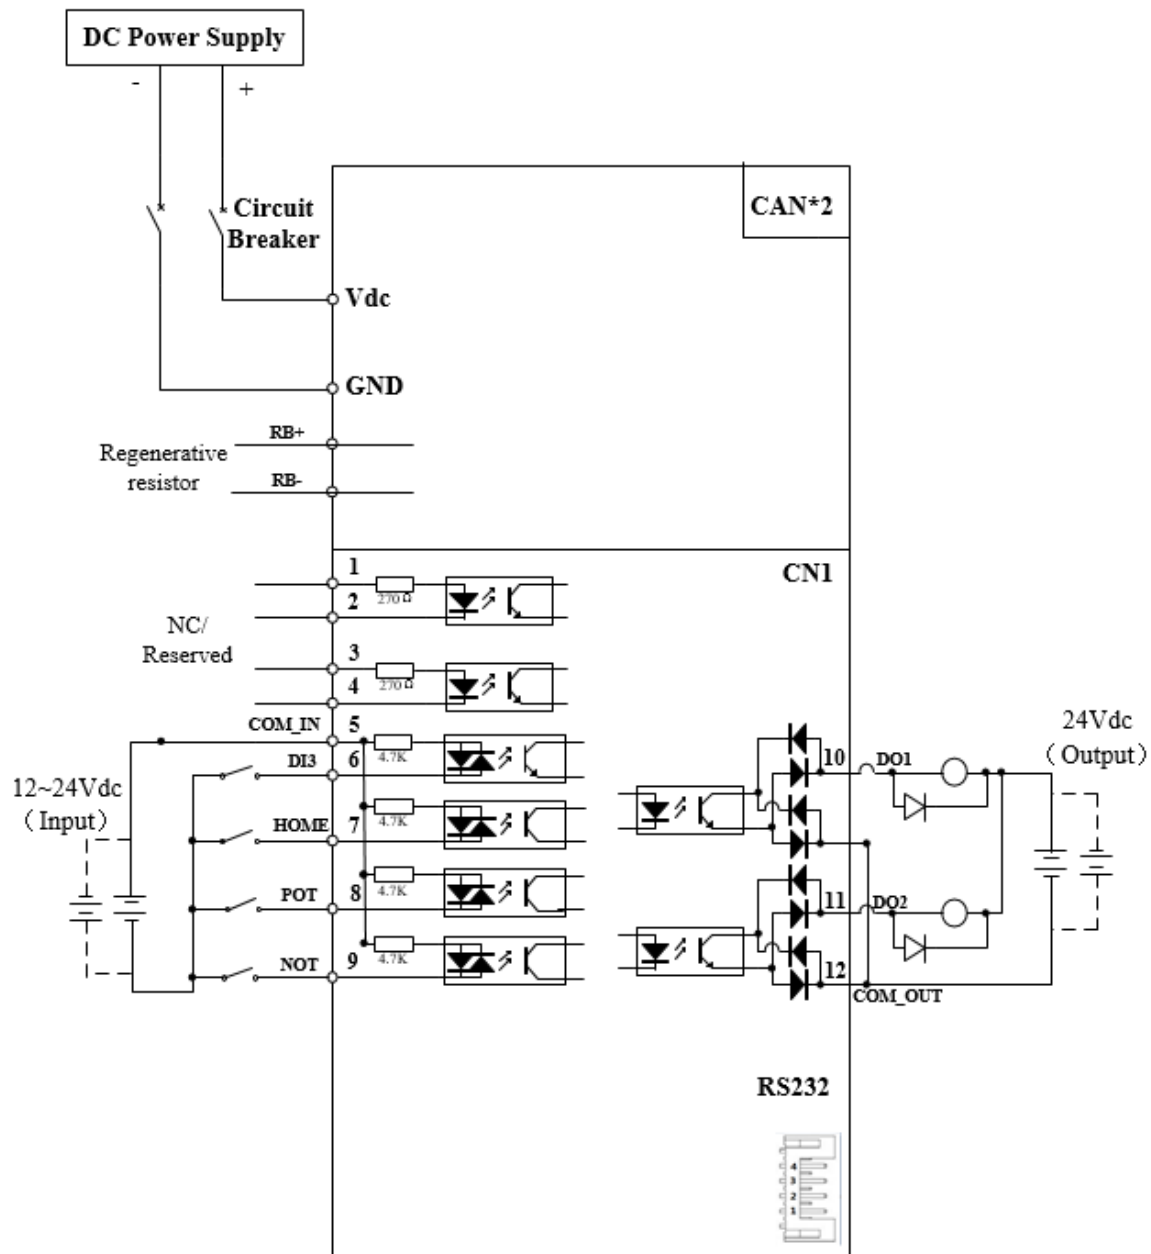 DC Power Supply
-
+
Circuit
Breaker
CAN*2
Vdc
GND
RB+
Regenerative
resistor
RB-
CN1
1
270Ω
2
NC/
Reserved
3
270Ω
4
COM_IN
5
4.7K
DI3
6
12~24Vdc
（Input）
4.7K
HOME
7
4.7K
POT
8
4.7K
NOT
9
24Vdc
（Output）
10
DO1
11
DO2
12
COM_OUT
RS232
4
3
2
1